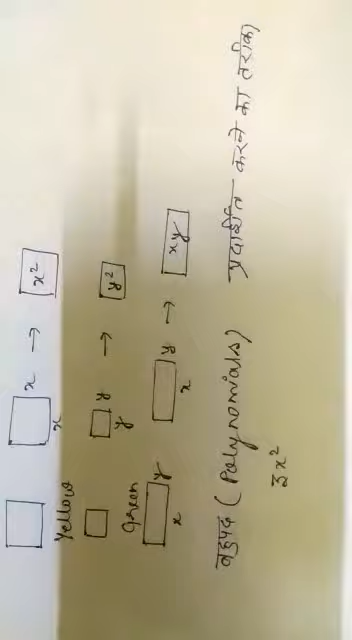 x → x²
x
Yellow
y → y²
y
Green
y y → xy
x x
बहुपद (Polynomials) प्रदर्शित करने का तरीका
3x²